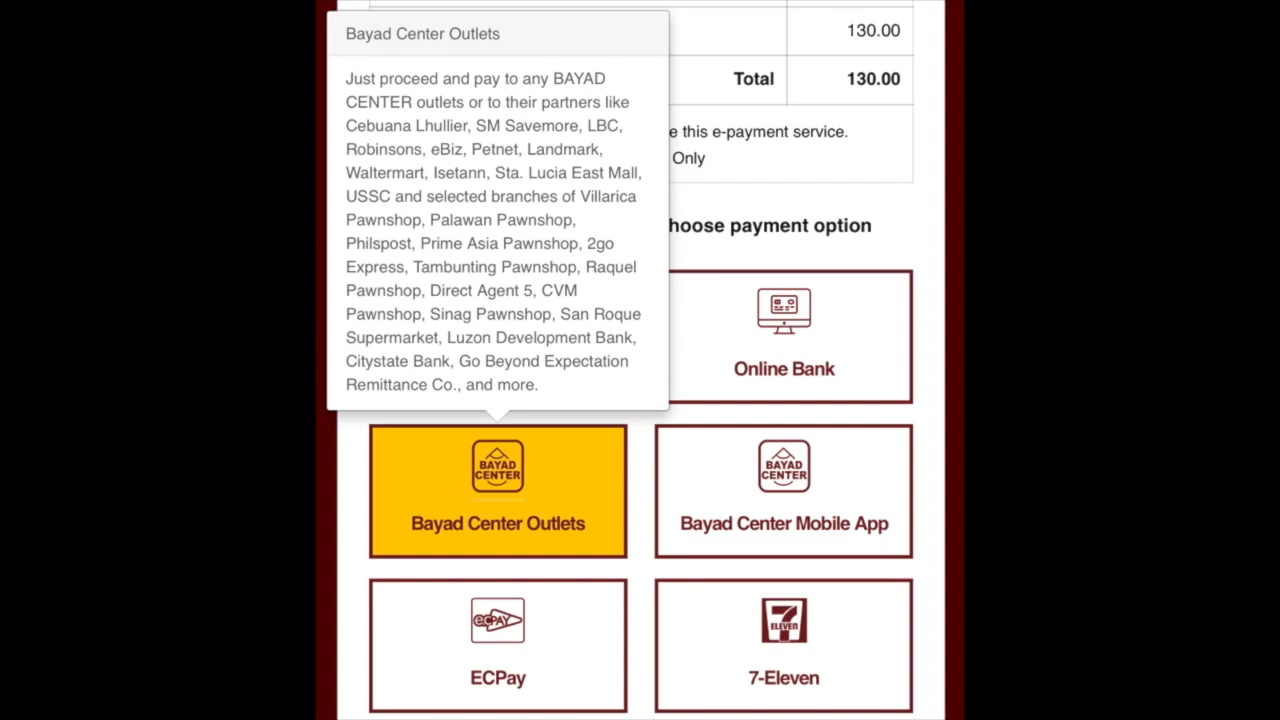 Bayad Center Outlets
Just proceed and pay to any BAYAD
CENTER outlets or to their partners like
Cebuana Lhullier, SM Savemore, LBC,
Robinsons, eBiz, Petnet, Landmark,
Waltermart, Isetann, Sta. Lucia East Mall,
USSC and selected branches of Villarica
Pawnshop, Palawan Pawnshop,
Philspost, Prime Asia Pawnshop, 2go
Express, Tambunting Pawnshop, Raquel
Pawnshop, Direct Agent 5, CVM
Pawnshop, Sinag Pawnshop, San Roque
Supermarket, Luzon Development Bank,
Citystate Bank, Go Beyond Expectation
Remittance Co., and more.
130.00
Total 130.00
e this e-payment service.
Only
hoose payment option
Online Bank
BAYAD
CENTER
Bayad Center Outlets
BAYAD
CENTER
Bayad Center Mobile App
ecPAY
ECPay
7
ELEVEN
7-Eleven